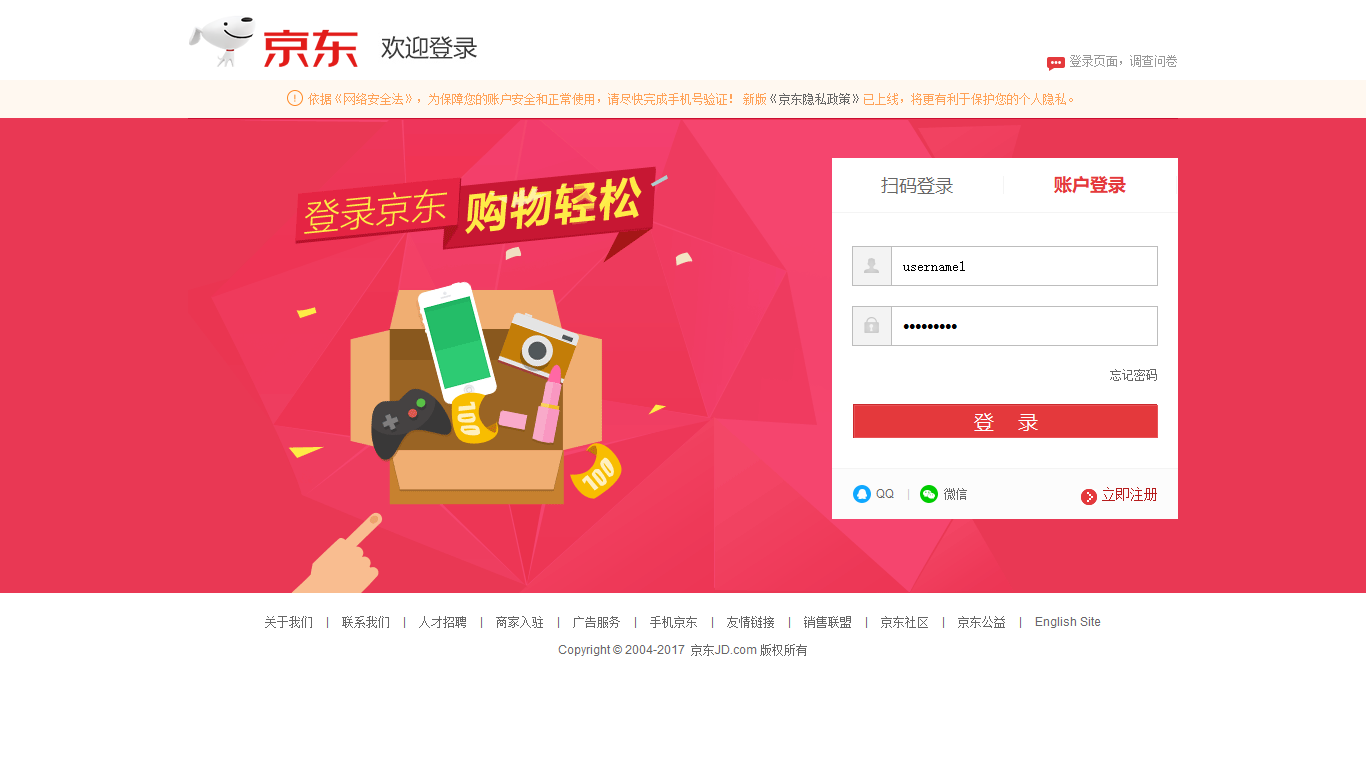 京东 欢迎登录
登录页面，调查问卷
依据《网络安全法》，为保障您的账户安全和正常使用，请尽快完成手机号验证！ 新版《京东隐私政策》已上线，将更有利于保护您的个人隐私。
登录京东 购物轻松
扫码登录 账户登录
username1
•••••••••
忘记密码
登 录
100
100
QQ | 微信 立即注册
关于我们 | 联系我们 | 人才招聘 | 商家入驻 | 广告服务 | 手机京东 | 友情链接 | 销售联盟 | 京东社区 | 京东公益 | English Site
Copyright © 2004-2017 京东JD.com 版权所有